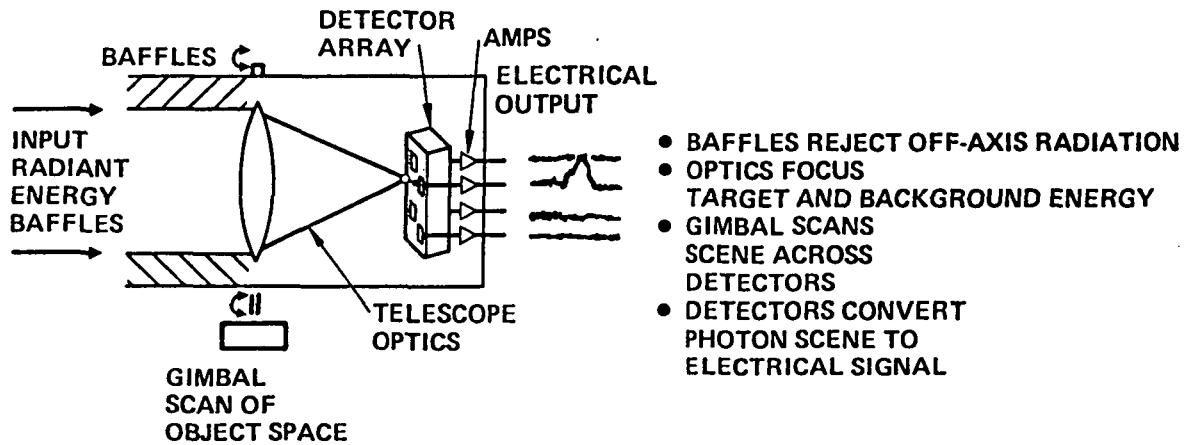 DETECTOR
ARRAY
AMPS
BAFFLES
ELECTRICAL
OUTPUT
INPUT
RADIANT
ENERGY
BAFFLES
TELESCOPE
OPTICS
GIMBAL
SCAN OF
OBJECT SPACE
● BAFFLES REJECT OFF-AXIS RADIATION
● OPTICS FOCUS
TARGET AND BACKGROUND ENERGY
● GIMBAL SCANS
SCENE ACROSS
DETECTORS
● DETECTORS CONVERT
PHOTON SCENE TO
ELECTRICAL SIGNAL